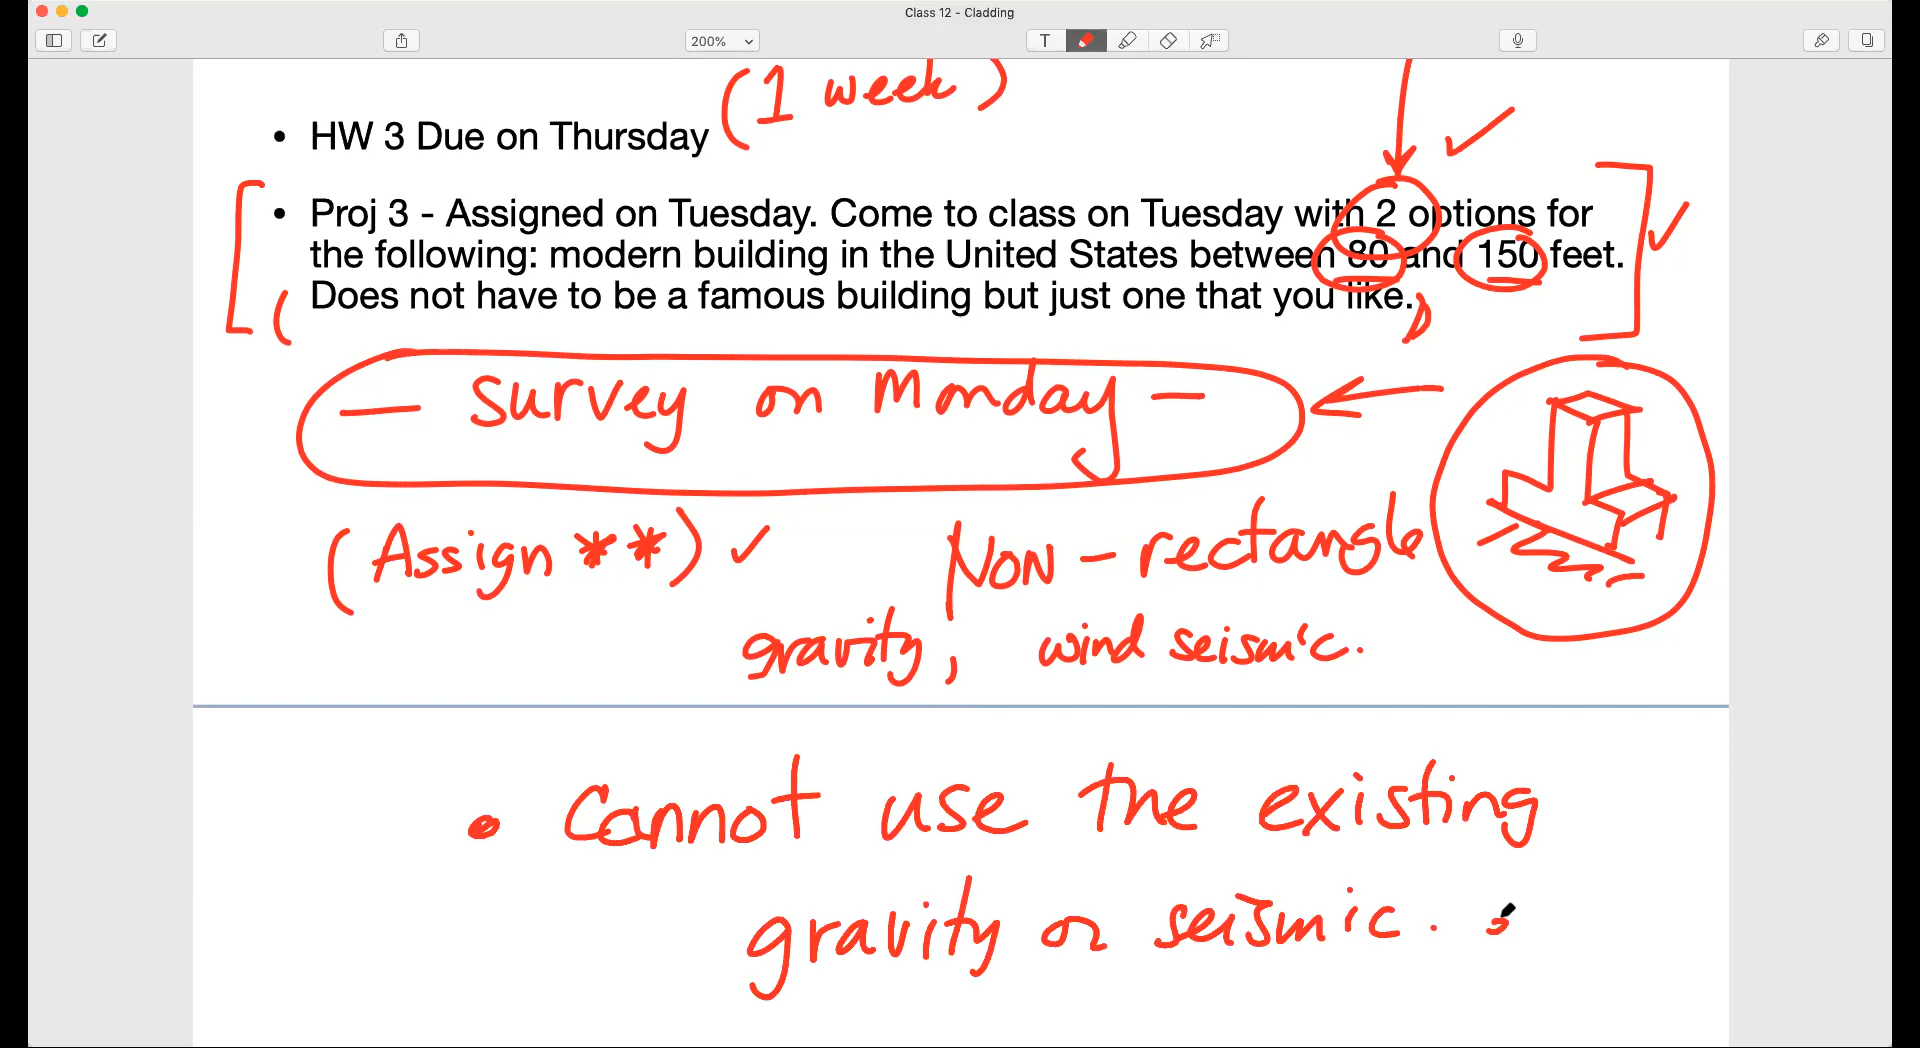 Class 12 - Cladding
200%
T
(1 week)
• HW 3 Due on Thursday
• Proj 3 - Assigned on Tuesday. Come to class on Tuesday with 2 options for
the following: modern building in the United States between 80 and 150 feet.
Does not have to be a famous building but just one that you like.
— Survey on Monday —
(Assign **)
Non-rectangle
gravity, wind seismic.
• Cannot use the existing
gravity or seismic.